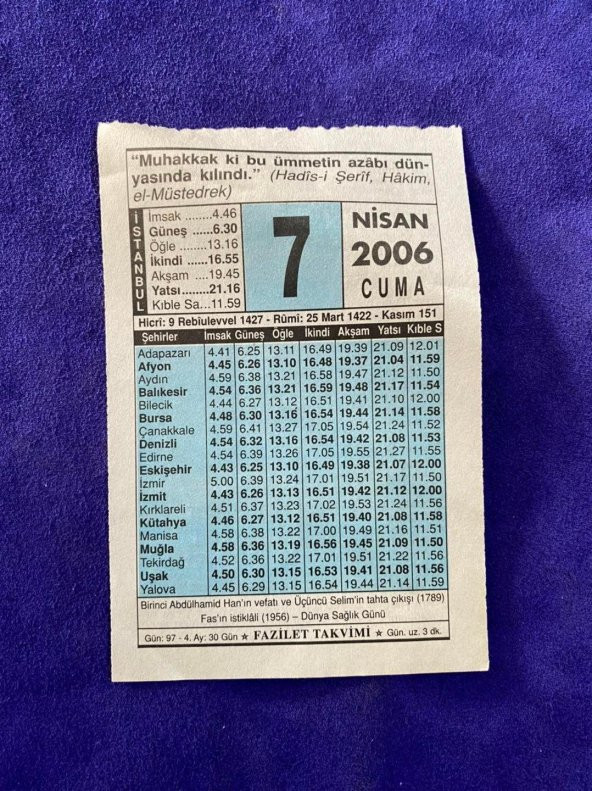 “Muhakkak ki bu ümmetin azâbı dün-
yasında kılındı.” (Hadîs-i Şerîf, Hâkim,
el-Müstedrek)
İSTANBUL
İmsak ........4.46
Güneş ......6.30
Öğle ........13.16
İkindi ......16.55
Akşam ....19.45
Yatsı........21.16
Kıble Sa...11.59
7
NİSAN
2006
CUMA
Hicrî: 9 Rebîulevvel 1427 - Rûmî: 25 Mart 1422 - Kasım 151
Şehirler İmsak Güneş Öğle İkindi Akşam Yatsı Kıble S
Adapazarı 4.41 6.25 13.11 16.49 19.39 21.09 12.01
Afyon 4.45 6.26 13.10 16.48 19.37 21.04 11.59
Aydın 4.59 6.38 13.21 16.58 19.47 21.12 11.50
Balıkesir 4.54 6.36 13.21 16.59 19.48 21.17 11.54
Bilecik 4.44 6.27 13.12 16.51 19.41 21.10 12.00
Bursa 4.48 6.30 13.16 16.54 19.44 21.14 11.58
Çanakkale 4.59 6.41 13.27 17.05 19.54 21.24 11.52
Denizli 4.54 6.32 13.16 16.54 19.42 21.08 11.53
Edirne 4.54 6.39 13.26 17.05 19.55 21.27 11.55
Eskişehir 4.43 6.25 13.10 16.49 19.38 21.07 12.00
İzmir 5.00 6.39 13.24 17.01 19.51 21.17 11.50
İzmit 4.43 6.26 13.13 16.51 19.42 21.12 12.00
Kırklareli 4.51 6.37 13.23 17.02 19.53 21.24 11.56
Kütahya 4.46 6.27 13.12 16.51 19.40 21.08 11.58
Manisa 4.58 6.38 13.22 17.00 19.49 21.16 11.51
Muğla 4.58 6.36 13.19 16.56 19.45 21.09 11.50
Tekirdağ 4.52 6.36 13.22 17.01 19.51 21.22 11.56
Uşak 4.50 6.30 13.15 16.53 19.41 21.08 11.56
Yalova 4.45 6.29 13.15 16.54 19.44 21.14 11.59
Birinci Abdülhamid Han’ın vefatı ve Üçüncü Selim’in tahta çıkışı (1789)
Fas’ın istiklâli (1956) – Dünya Sağlık Günü
Gün: 97 - 4. Ay: 30 Gün ★ FAZİLET TAKVİMİ ★ Gün. uz. 3 dk.